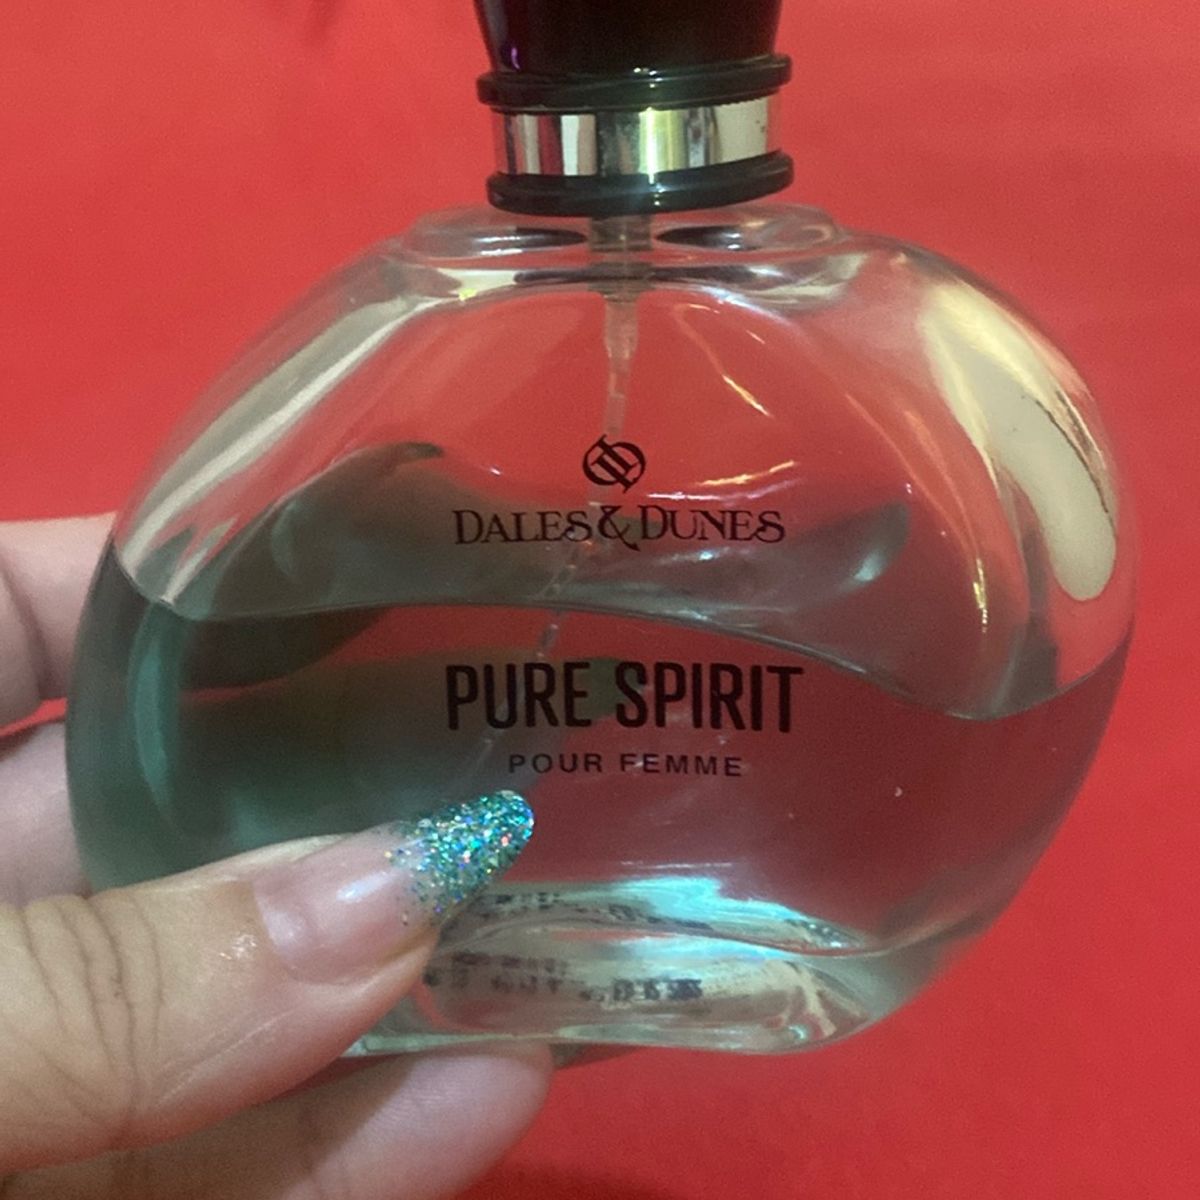 DALES & DUNES
PURE SPIRIT
POUR FEMME